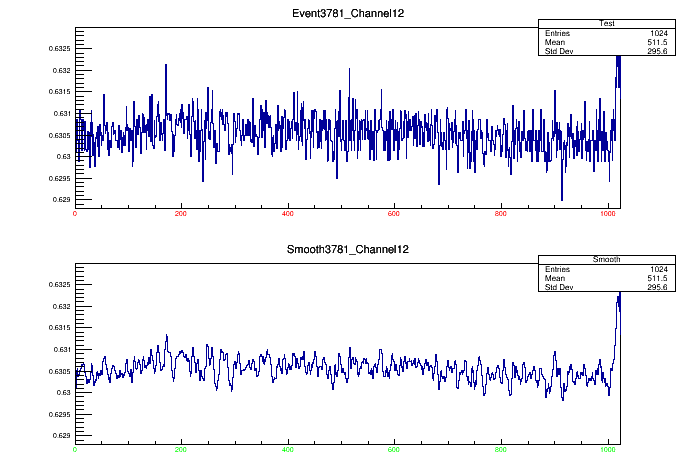 Event3781_Channel12
Test
Entries 1024
Mean 511.5
Std Dev 295.6
0.6325
0.632
0.6315
0.631
0.6305
0.63
0.6295
0.629
0 200 400 600 800 1000
Smooth3781_Channel12
Smooth
Entries 1024
Mean 511.5
Std Dev 295.6
0.6325
0.632
0.6315
0.631
0.6305
0.63
0.6295
0.629
0 200 400 600 800 1000